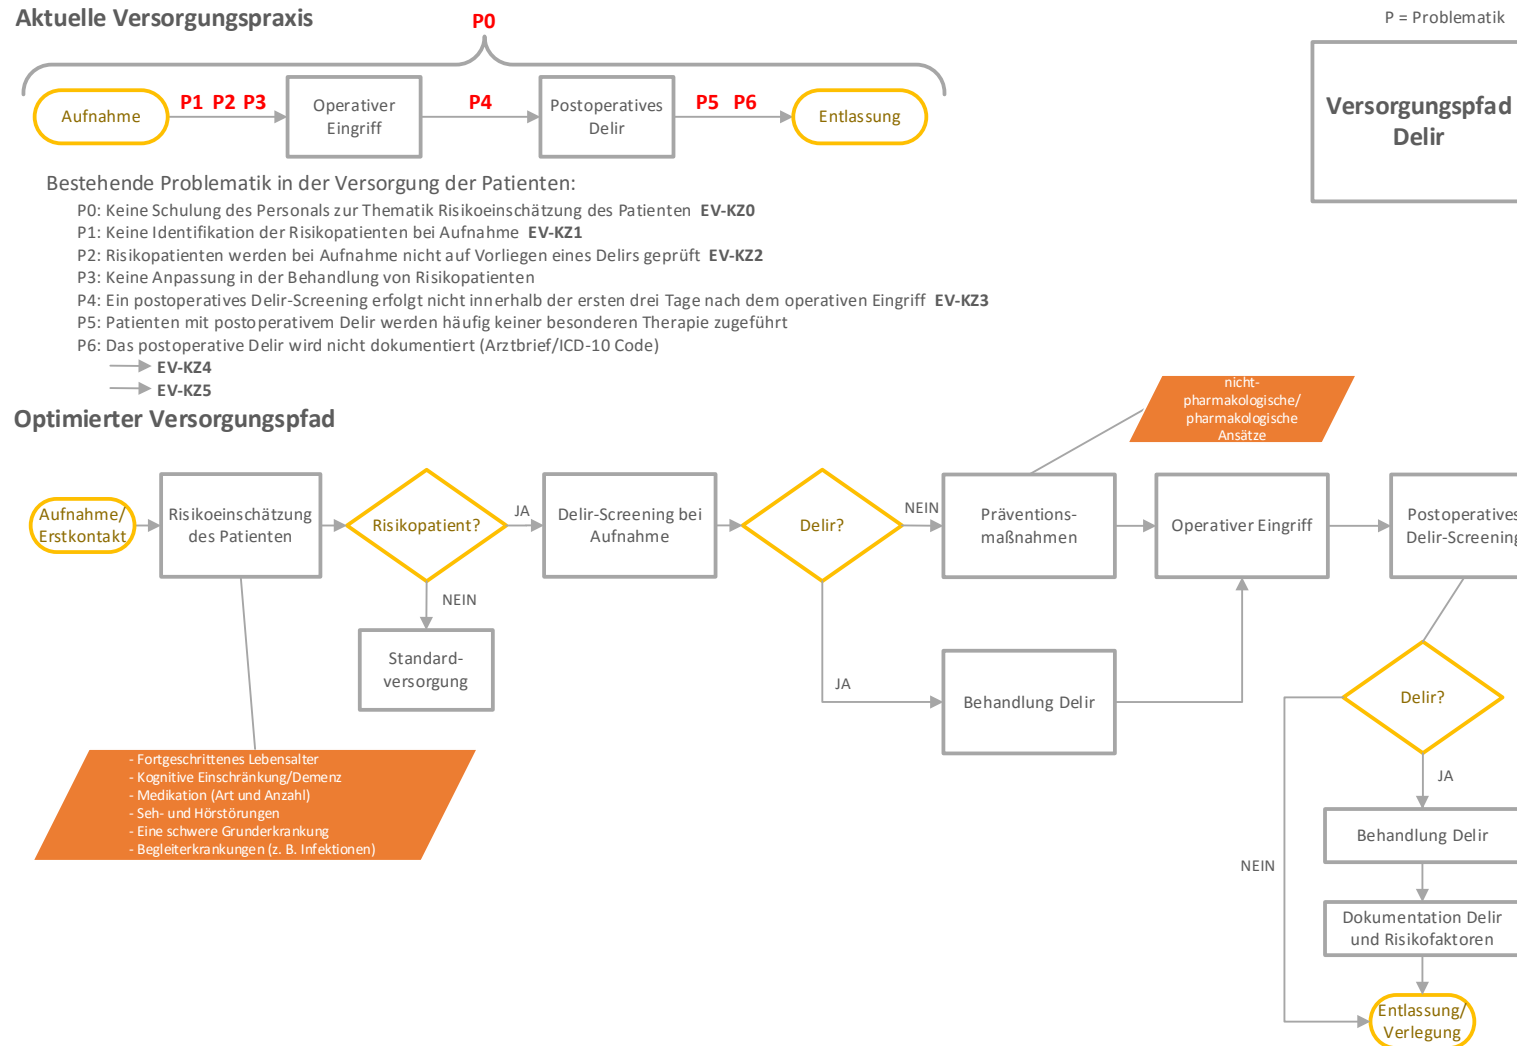 Aktuelle Versorgungspraxis
P0
P = Problematik
Versorgungspfad
Delir
Aufnahme
P1 P2 P3
Operativer
Eingriff
P4
Postoperatives
Delir
P5 P6
Entlassung
Bestehende Problematik in der Versorgung der Patienten:
P0: Keine Schulung des Personals zur Thematik Risikoeinschätzung des Patienten EV-KZ0
P1: Keine Identifikation der Risikopatienten bei Aufnahme EV-KZ1
P2: Risikopatienten werden bei Aufnahme nicht auf Vorliegen eines Delirs geprüft EV-KZ2
P3: Keine Anpassung in der Behandlung von Risikopatienten
P4: Ein postoperatives Delir-Screening erfolgt nicht innerhalb der ersten drei Tage nach dem operativen Eingriff EV-KZ3
P5: Patienten mit postoperativem Delir werden häufig keiner besonderen Therapie zugeführt
P6: Das postoperative Delir wird nicht dokumentiert (Arztbrief/ICD-10 Code)
EV-KZ4
EV-KZ5
Optimierter Versorgungspfad
nicht-
pharmakologische/
pharmakologische
Ansätze
Aufnahme/
Erstkontakt
Risikoeinschätzung
des Patienten
Risikopatient?
JA
NEIN
Standard-
versorgung
Delir-Screening bei
Aufnahme
Delir?
NEIN
JA
Präventions-
maßnahmen
Behandlung Delir
Operativer Eingriff
Postoperatives
Delir-Screening
Delir?
JA
NEIN
Behandlung Delir
Dokumentation Delir
und Risikofaktoren
Entlassung/
Verlegung
- Fortgeschrittenes Lebensalter
- Kognitive Einschränkung/Demenz
- Medikation (Art und Anzahl)
- Seh- und Hörstörungen
- Eine schwere Grunderkrankung
- Begleiterkrankungen (z. B. Infektionen)